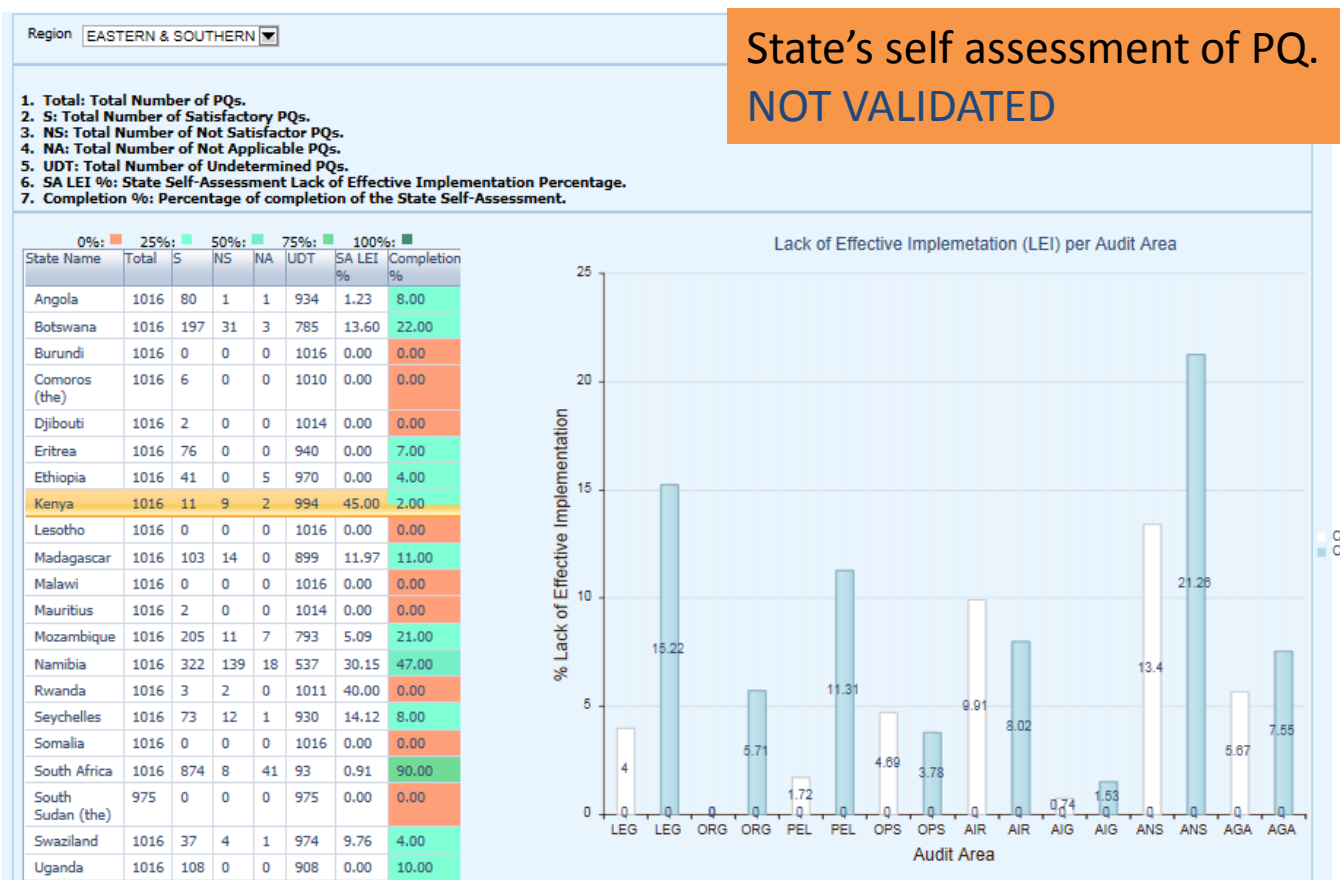 Region EASTERN & SOUTHERN
State's self assessment of PQ.
NOT VALIDATED
1. Total: Total Number of PQs.
2. S: Total Number of Satisfactory PQs.
3. NS: Total Number of Not Satisfactor PQs.
4. NA: Total Number of Not Applicable PQs.
5. UDT: Total Number of Undetermined PQs.
6. SA LEI %: State Self-Assessment Lack of Effective Implementation Percentage.
7. Completion %: Percentage of completion of the State Self-Assessment.
0%: 25%: 50%: 75%: 100%:
State Name Total S NS NA UDT SA LEI % Completion %
Angola 1016 80 1 1 934 1.23 8.00
Botswana 1016 197 31 3 785 13.60 22.00
Burundi 1016 0 0 0 1016 0.00 0.00
Comoros (the) 1016 6 0 0 1010 0.00 0.00
Djibouti 1016 2 0 0 1014 0.00 0.00
Eritrea 1016 76 0 0 940 0.00 7.00
Ethiopia 1016 41 0 5 970 0.00 4.00
Kenya 1016 11 9 2 994 45.00 2.00
Lesotho 1016 0 0 0 1016 0.00 0.00
Madagascar 1016 103 14 0 899 11.97 11.00
Malawi 1016 0 0 0 1016 0.00 0.00
Mauritius 1016 2 0 0 1014 0.00 0.00
Mozambique 1016 205 11 7 793 5.09 21.00
Namibia 1016 322 139 18 537 30.15 47.00
Rwanda 1016 3 2 0 1011 40.00 0.00
Seychelles 1016 73 12 1 930 14.12 8.00
Somalia 1016 0 0 0 1016 0.00 0.00
South Africa 1016 874 8 41 93 0.91 90.00
South Sudan (the) 975 0 0 0 975 0.00 0.00
Swaziland 1016 37 4 1 974 9.76 4.00
Uganda 1016 108 0 0 908 0.00 10.00
Lack of Effective Implemetation (LEI) per Audit Area
% Lack of Effective Implementation
25
20
15
10
5
0
4 15.22 5.71 1.72 11.31 4.69 3.78 9.91 8.02 0.74 1.53 13.4 21.26 5.67 7.55
0 0 0 0 0 0 0 0 0 0 0 0 0 0 0 0
LEG LEG ORG ORG PEL PEL OPS OPS AIR AIR AIG AIG ANS ANS AGA AGA
Audit Area